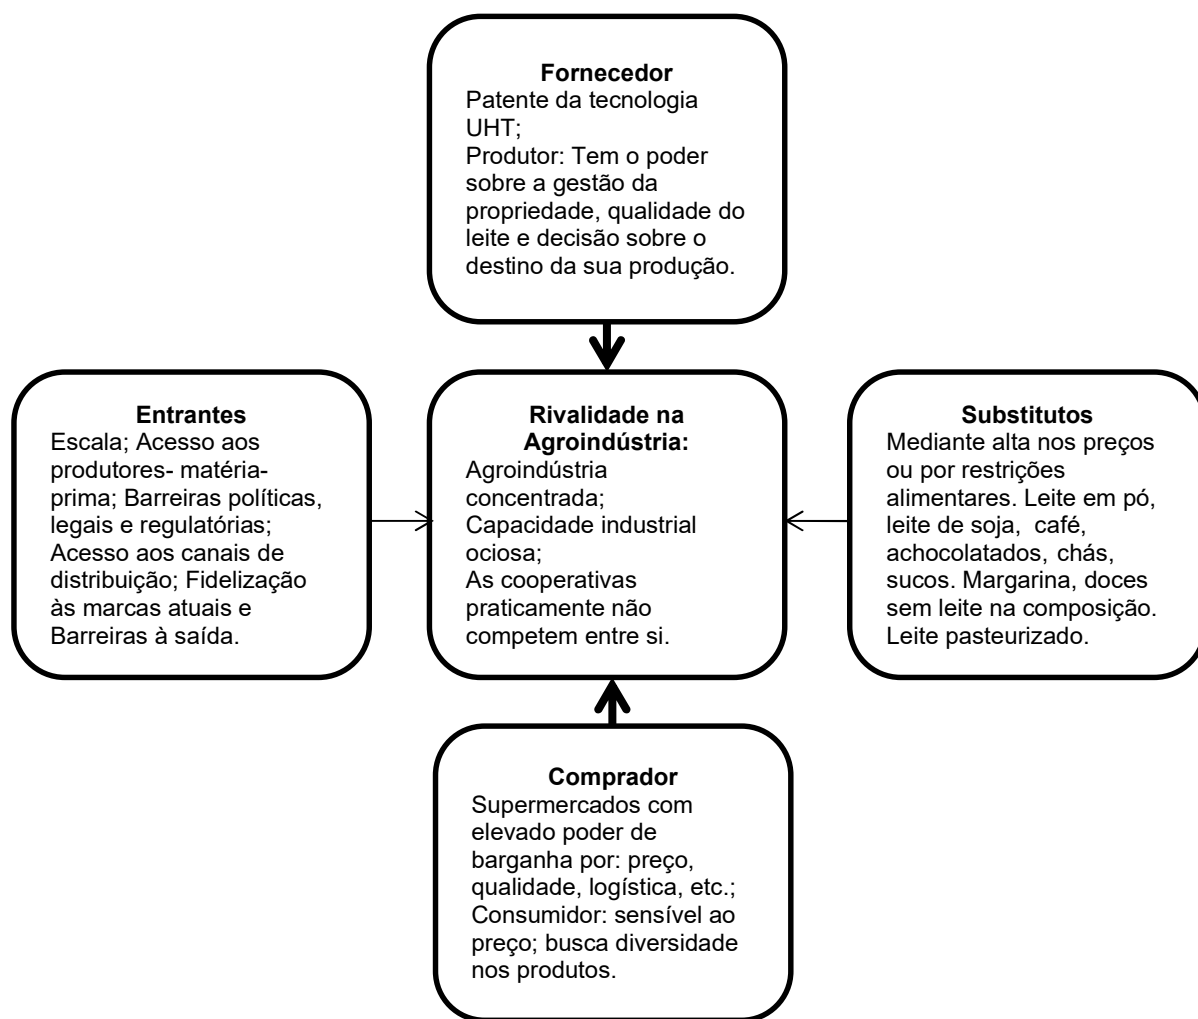 Fornecedor
Patente da tecnologia
UHT;
Produtor: Tem o poder
sobre a gestão da
propriedade, qualidade do
leite e decisão sobre o
destino da sua produção.
Entrantes
Escala; Acesso aos
produtores- matéria-
prima; Barreiras políticas,
legais e regulatórias;
Acesso aos canais de
distribuição; Fidelização
às marcas atuais e
Barreiras à saída.
Rivalidade na
Agroindústria:
Agroindústria
concentrada;
Capacidade industrial
ociosa;
As cooperativas
praticamente não
competem entre si.
Substitutos
Mediante alta nos preços
ou por restrições
alimentares. Leite em pó,
leite de soja, café,
achocolatados, chás,
sucos. Margarina, doces
sem leite na composição.
Leite pasteurizado.
Comprador
Supermercados com
elevado poder de
barganha por: preço,
qualidade, logística, etc.;
Consumidor: sensível ao
preço; busca diversidade
nos produtos.